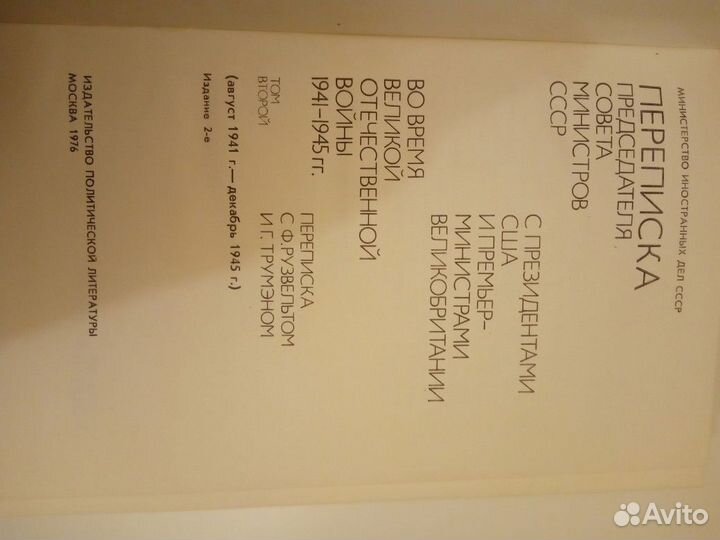 МИНИСТЕРСТВО ИНОСТРАННЫХ ДЕЛ СССР
ПЕРЕПИСКА
ПРЕДСЕДАТЕЛЯ
СОВЕТА
МИНИСТРОВ
СССР
С ПРЕЗИДЕНТАМИ
США
И ПРЕМЬЕР-
МИНИСТРАМИ
ВЕЛИКОБРИТАНИИ
ВО ВРЕМЯ
ВЕЛИКОЙ
ОТЕЧЕСТВЕННОЙ
ВОЙНЫ
1941-1945 ГГ.
ТОМ
ВТОРОЙ
ПЕРЕПИСКА
С Ф.РУЗВЕЛЬТОМ
И Г. ТРУМЭНОМ
(август 1941 г.— декабрь 1945 г.)
Издание 2-е
ИЗДАТЕЛЬСТВО ПОЛИТИЧЕСКОЙ ЛИТЕРАТУРЫ
МОСКВА 1976
Avito